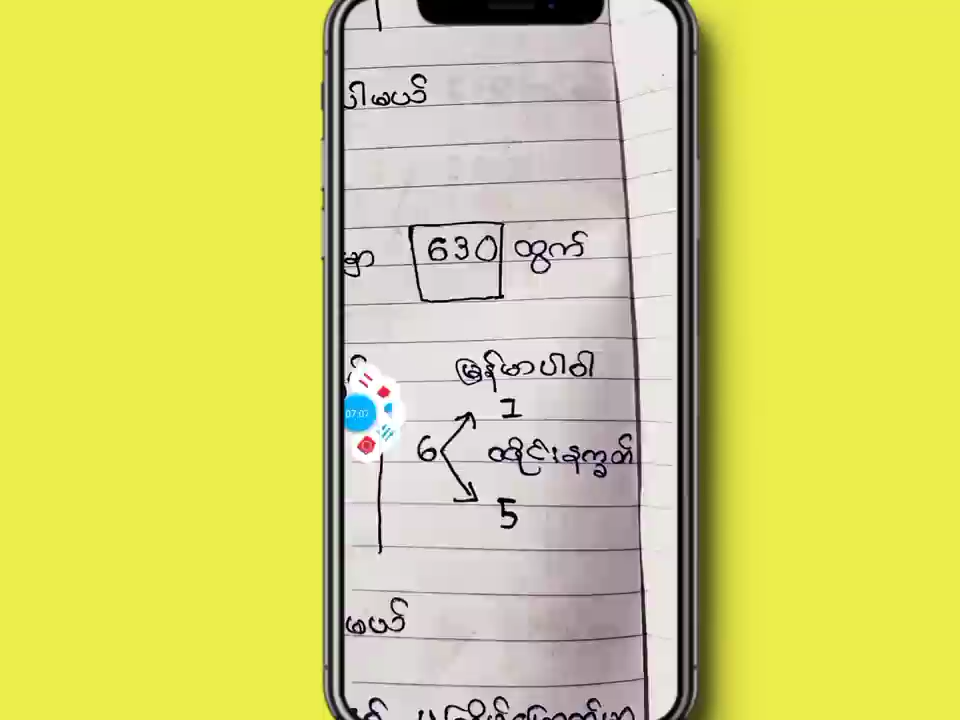 ပါမယ်
မှာ 630 ထွက်
မြန်မာပါဝါ
1
6 ထိုင်းနက္ခတ်
5
မယ်